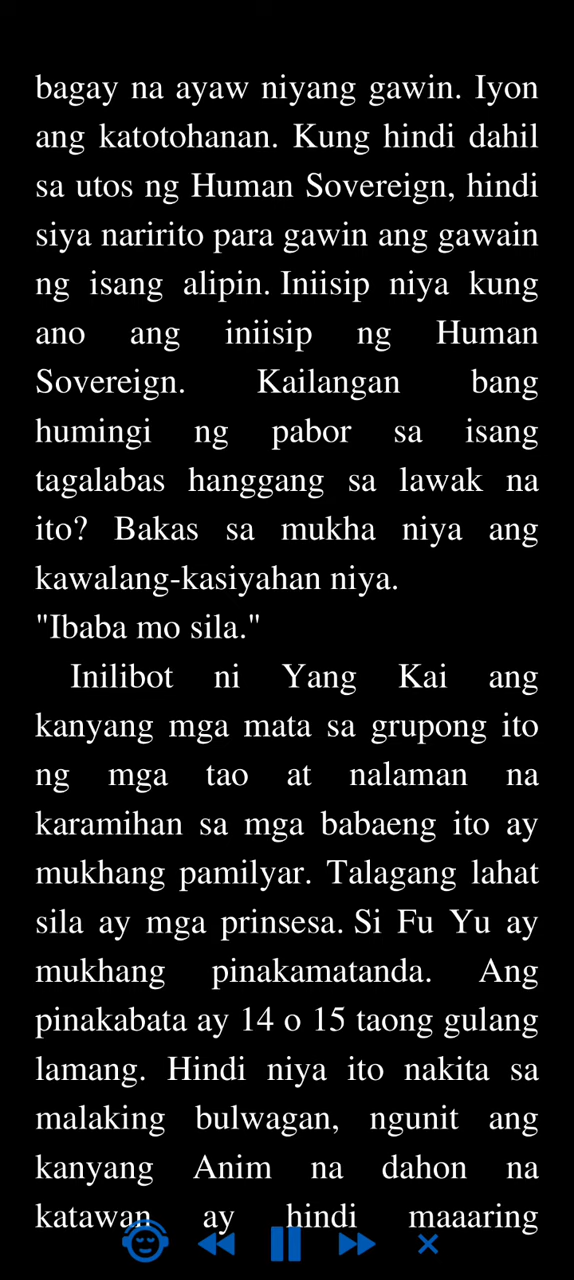 bagay na ayaw niyang gawin. Iyon
ang katotohanan. Kung hindi dahil
sa utos ng Human Sovereign, hindi
siya naririto para gawin ang gawain
ng isang alipin. Iniisip niya kung
ano ang iniisip ng Human
Sovereign. Kailangan bang
humingi ng pabor sa isang
tagalabas hanggang sa lawak na
ito? Bakas sa mukha niya ang
kawalang-kasiyahan niya.
"Ibaba mo sila."
Inilibot ni Yang Kai ang
kanyang mga mata sa grupong ito
ng mga tao at nalaman na
karamihan sa mga babaeng ito ay
mukhang pamilyar. Talagang lahat
sila ay mga prinsesa. Si Fu Yu ay
mukhang pinakamatanda. Ang
pinakabata ay 14 o 15 taong gulang
lamang. Hindi niya ito nakita sa
malaking bulwagan, ngunit ang
kanyang Anim na dahon na
katawan ay hindi maaaring